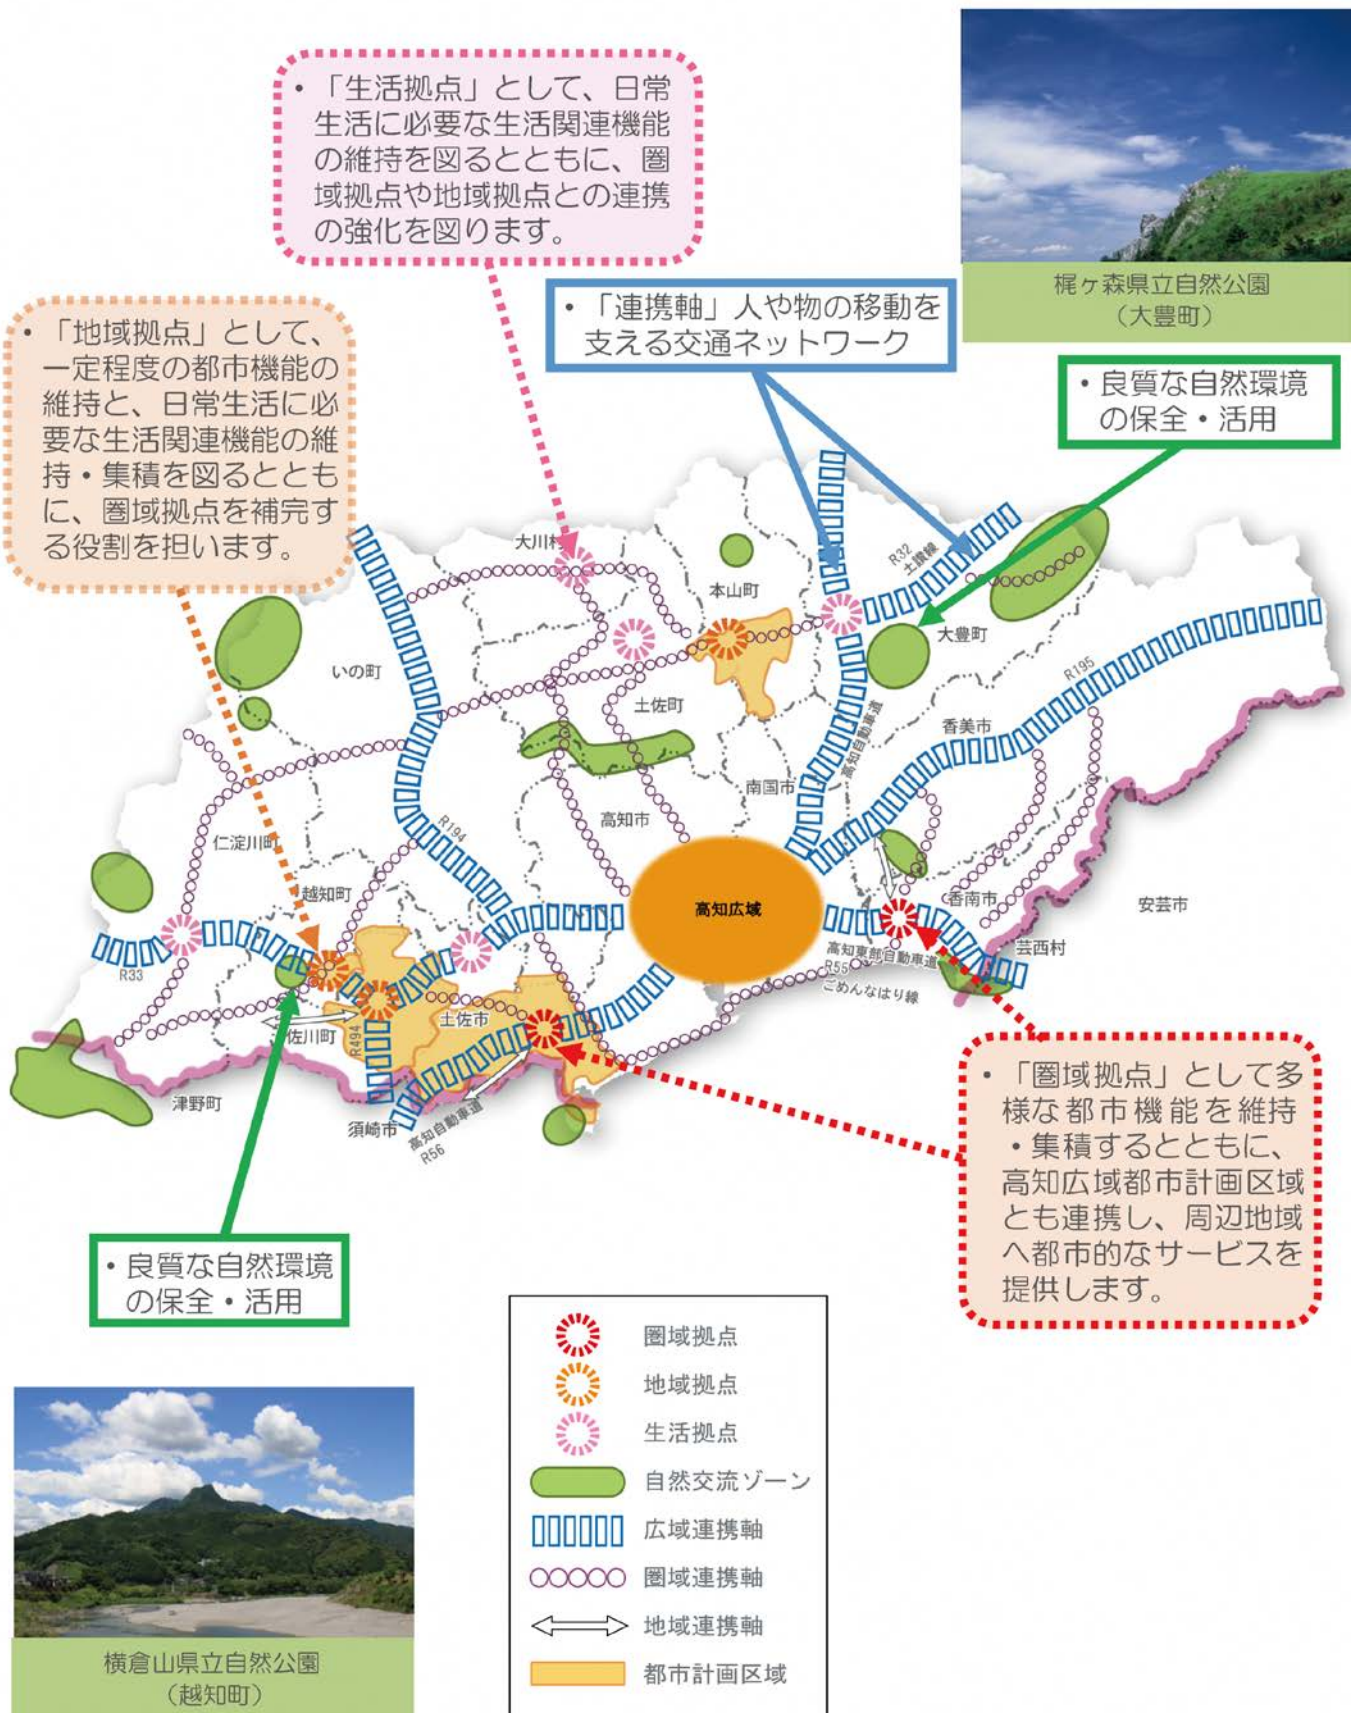 ・「生活拠点」として、日常
生活に必要な生活関連機能
の維持を図るとともに、圏
域拠点や地域拠点との連携
の強化を図ります。
梶ヶ森県立自然公園
（大豊町）
・「連携軸」人や物の移動を
支える交通ネットワーク
・「地域拠点」として、
一定程度の都市機能の
維持と、日常生活に必
要な生活関連機能の維
持・集積を図るととも
に、圏域拠点を補完す
る役割を担います。
・良質な自然環境
の保全・活用
大川村
本山町
R32
土讃線
大豊町
いの町
土佐町
R195
香美市
高知自動車道
南国市
高知市
R194
仁淀川町
越知町
高知広域
香南市
安芸市
芸西村
高知東部自動車道
R55
ごめんなはり線
R33
佐川町
R494
土佐市
津野町
須崎市
高知自動車道
R56
・「圏域拠点」として多
様な都市機能を維持
・集積するとともに、
高知広域都市計画区域
とも連携し、周辺地域
へ都市的なサービスを
提供します。
・良質な自然環境
の保全・活用
圏域拠点
地域拠点
生活拠点
自然交流ゾーン
広域連携軸
圏域連携軸
地域連携軸
都市計画区域
横倉山県立自然公園
（越知町）